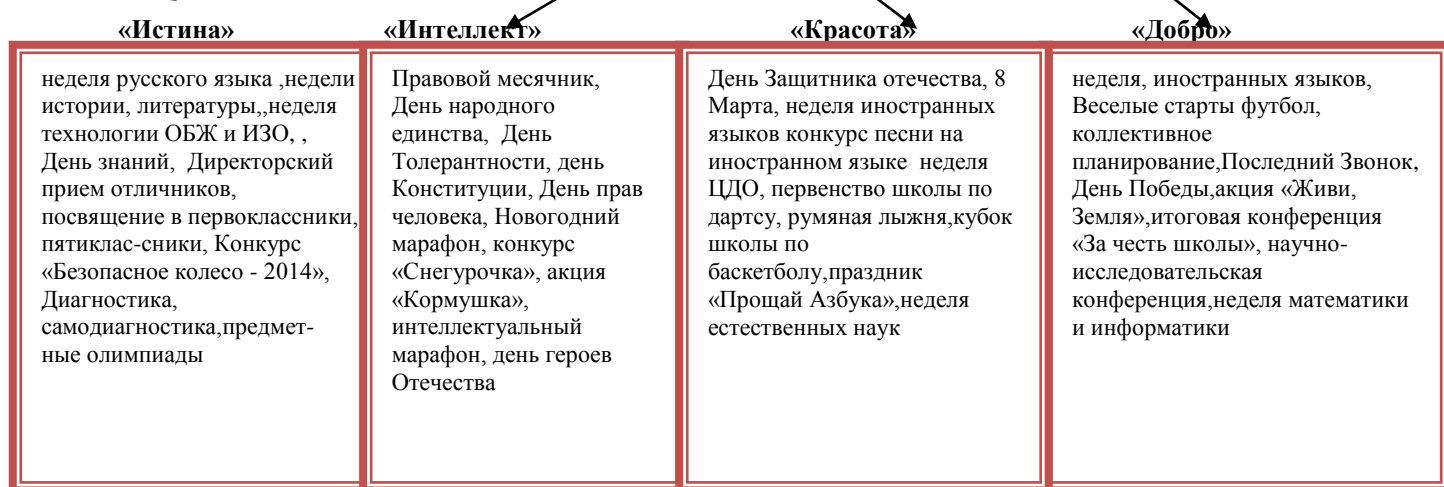 «Истина»
«Интеллект»
«Красота»
«Добро»
неделя русского языка ,недели
истории, литературы,,неделя
технологии ОБЖ и ИЗО, ,
День знаний,  Директорский
прием отличников,
посвящение в первоклассники,
пятиклас-сники, Конкурс
«Безопасное колесо - 2014»,
Диагностика,
самодиагностика,предмет-
ные олимпиады
Правовой месячник,
День народного
единства,  День
Толерантности, день
Конституции, День прав
человека, Новогодний
марафон, конкурс
«Снегурочка», акция
«Кормушка»,
интеллектуальный
марафон, день героев
Отечества
День Защитника отечества, 8
Марта, неделя иностранных
языков конкурс песни на
иностранном языке  неделя
ЦДО, первенство школы по
дартсу, румяная лыжня,кубок
школы по
баскетболу,праздник
«Прощай Азбука»,неделя
естественных наук
неделя, иностранных языков,
Веселые старты футбол,
коллективное
планирование,Последний Звонок,
День Победы,акция «Живи,
Земля»,итоговая конференция
«За честь школы», научно-
исследовательская
конференция,неделя математики
и информатики